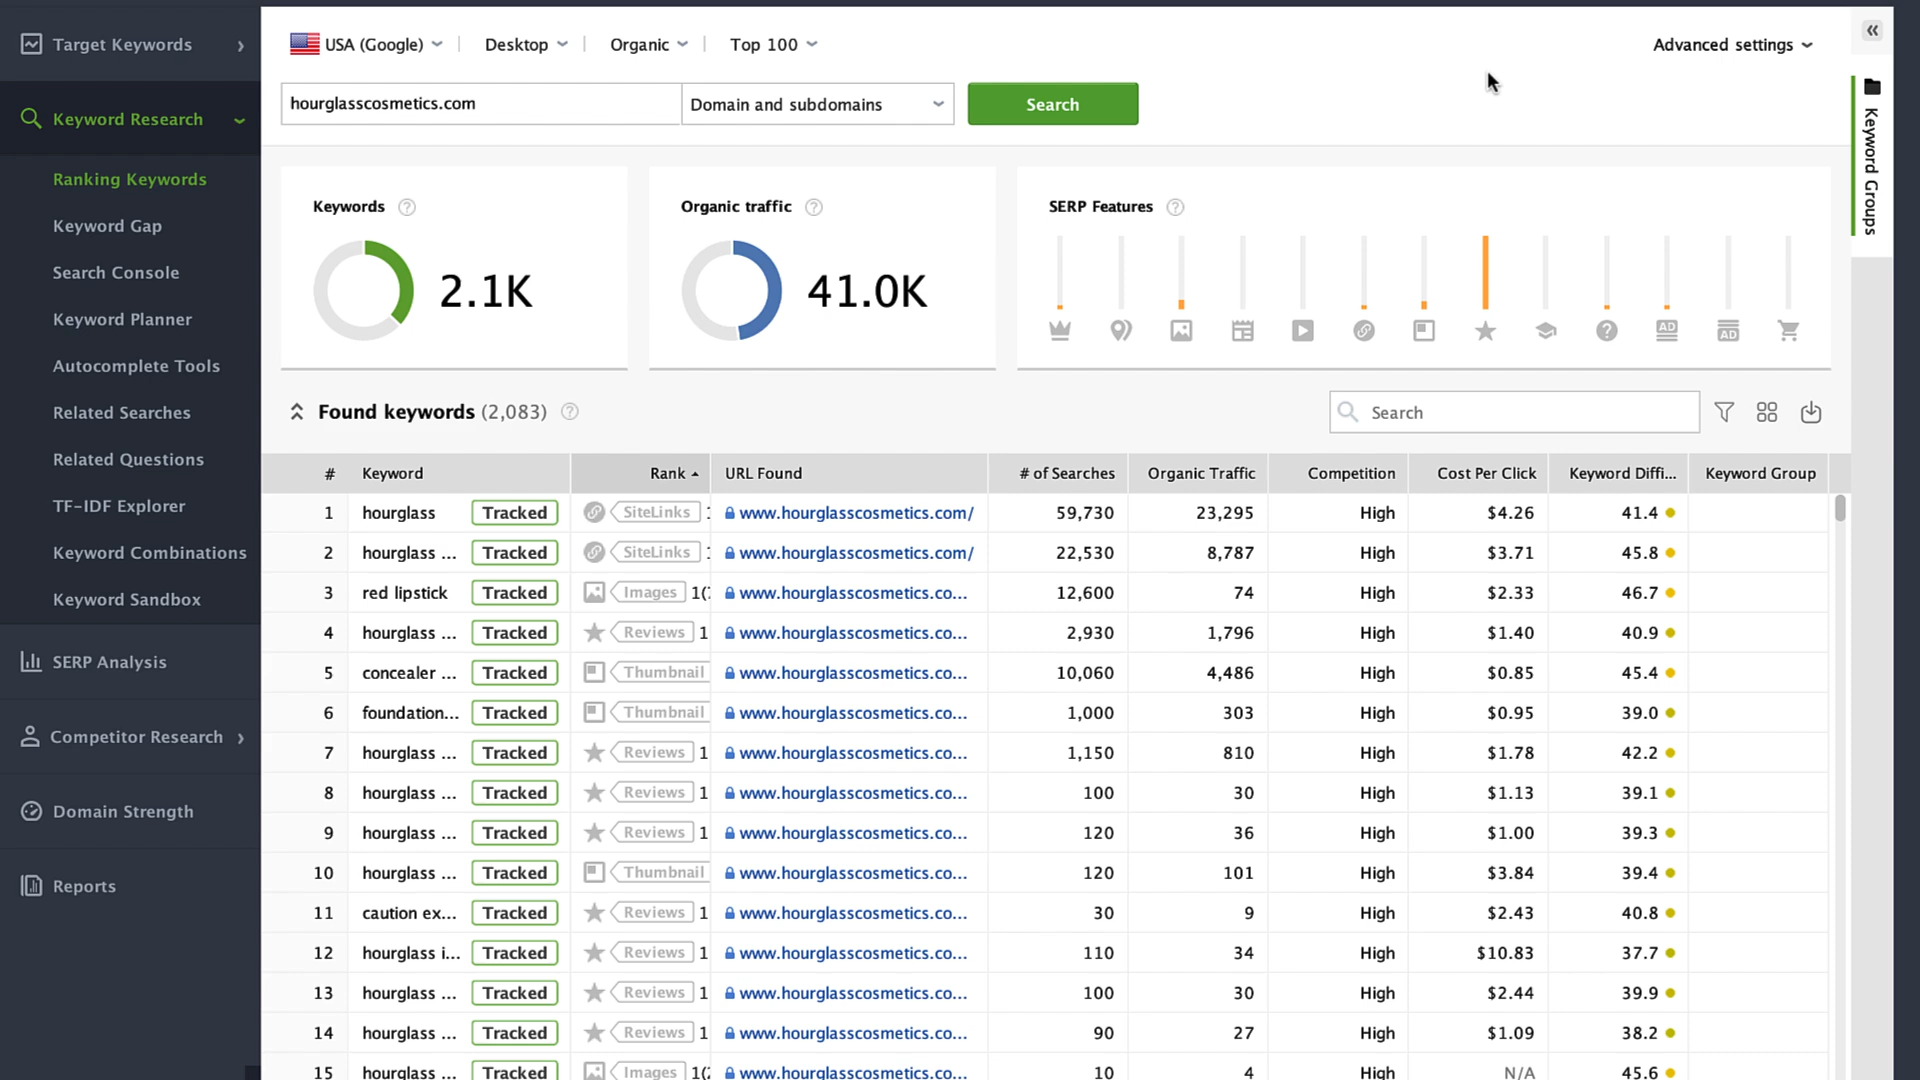 Target Keywords
Keyword Research
Ranking Keywords
Keyword Gap
Search Console
Keyword Planner
Autocomplete Tools
Related Searches
Related Questions
TF-IDF Explorer
Keyword Combinations
Keyword Sandbox
SERP Analysis
Competitor Research
Domain Strength
Reports
USA (Google) Desktop Organic Top 100 Advanced settings
hourglasscosmetics.com Domain and subdomains Search
Keyword Groups
Keywords ?
2.1K
Organic traffic ?
41.0K
SERP Features ?
AD AD
Found keywords (2,083) ? Search
# Keyword Rank URL Found # of Searches Organic Traffic Competition Cost Per Click Keyword Diffi... Keyword Group
1 hourglass Tracked SiteLinks www.hourglasscosmetics.com/ 59,730 23,295 High $4.26 41.4
2 hourglass ... Tracked SiteLinks www.hourglasscosmetics.com/ 22,530 8,787 High $3.71 45.8
3 red lipstick Tracked Images www.hourglasscosmetics.co... 12,600 74 High $2.33 46.7
4 hourglass ... Tracked Reviews 1 www.hourglasscosmetics.co... 2,930 1,796 High $1.40 40.9
5 concealer ... Tracked Thumbnail www.hourglasscosmetics.co... 10,060 4,486 High $0.85 45.4
6 foundation... Tracked Thumbnail www.hourglasscosmetics.co... 1,000 303 High $0.95 39.0
7 hourglass ... Tracked Reviews 1 www.hourglasscosmetics.co... 1,150 810 High $1.78 42.2
8 hourglass ... Tracked Reviews 1 www.hourglasscosmetics.co... 100 30 High $1.13 39.1
9 hourglass ... Tracked Reviews 1 www.hourglasscosmetics.co... 120 36 High $1.00 39.3
10 hourglass ... Tracked Thumbnail www.hourglasscosmetics.co... 120 101 High $3.84 39.4
11 caution ex... Tracked Reviews 1 www.hourglasscosmetics.co... 30 9 High $2.43 40.8
12 hourglass i... Tracked Reviews 1 www.hourglasscosmetics.co... 110 34 High $10.83 37.7
13 hourglass ... Tracked Reviews 1 www.hourglasscosmetics.co... 100 30 High $2.44 39.9
14 hourglass ... Tracked Reviews 1 www.hourglasscosmetics.co... 90 27 High $1.09 38.2
15 hourglass ... Tracked Images www.hourglasscosmetics.co... 10 4 High N/A 45.6